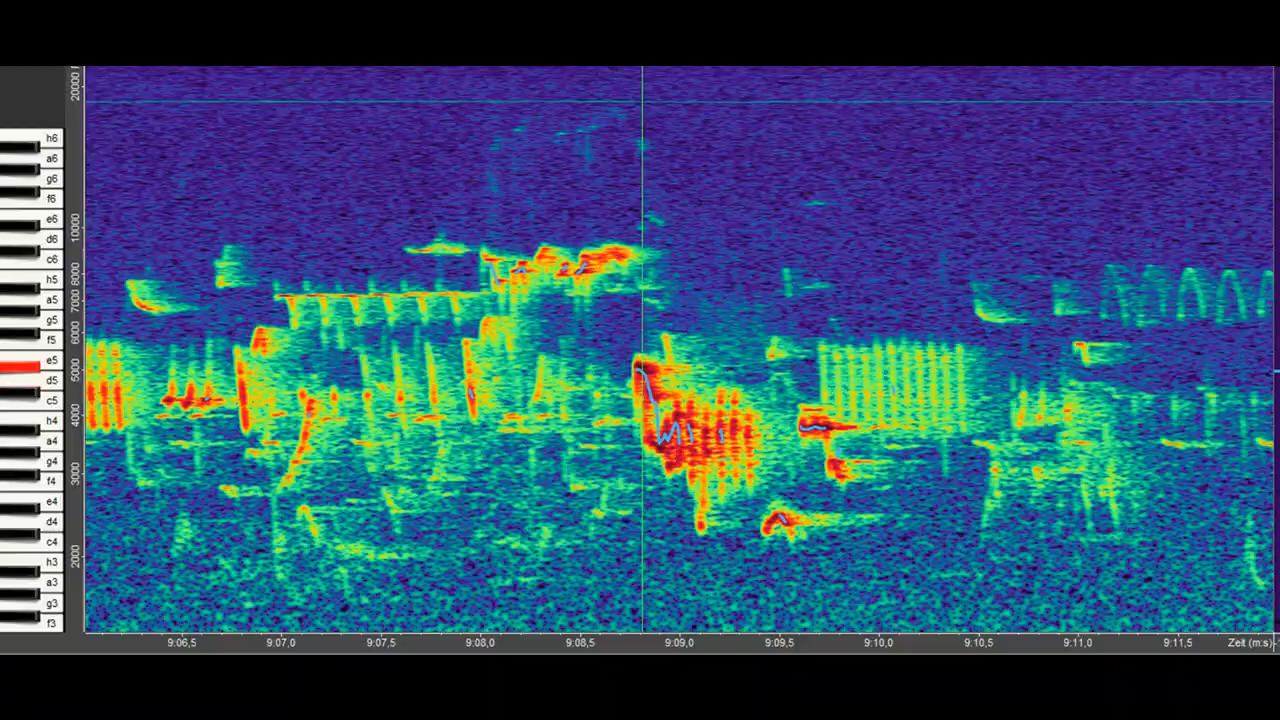 h6
a6
g6
f6
e6
d6
c6
h5
a5
g5
f5
e5
d5
c5
h4
a4
g4
f4
e4
d4
c4
h3
a3
g3
f3
20000
10000
8000
7000
6000
5000
4000
3000
2000
9:06,5 9:07,0 9:07,5 9:08,0 9:08,5 9:09,0 9:09,5 9:10,0 9:10,5 9:11,0 9:11,5 Zeit (m:s)